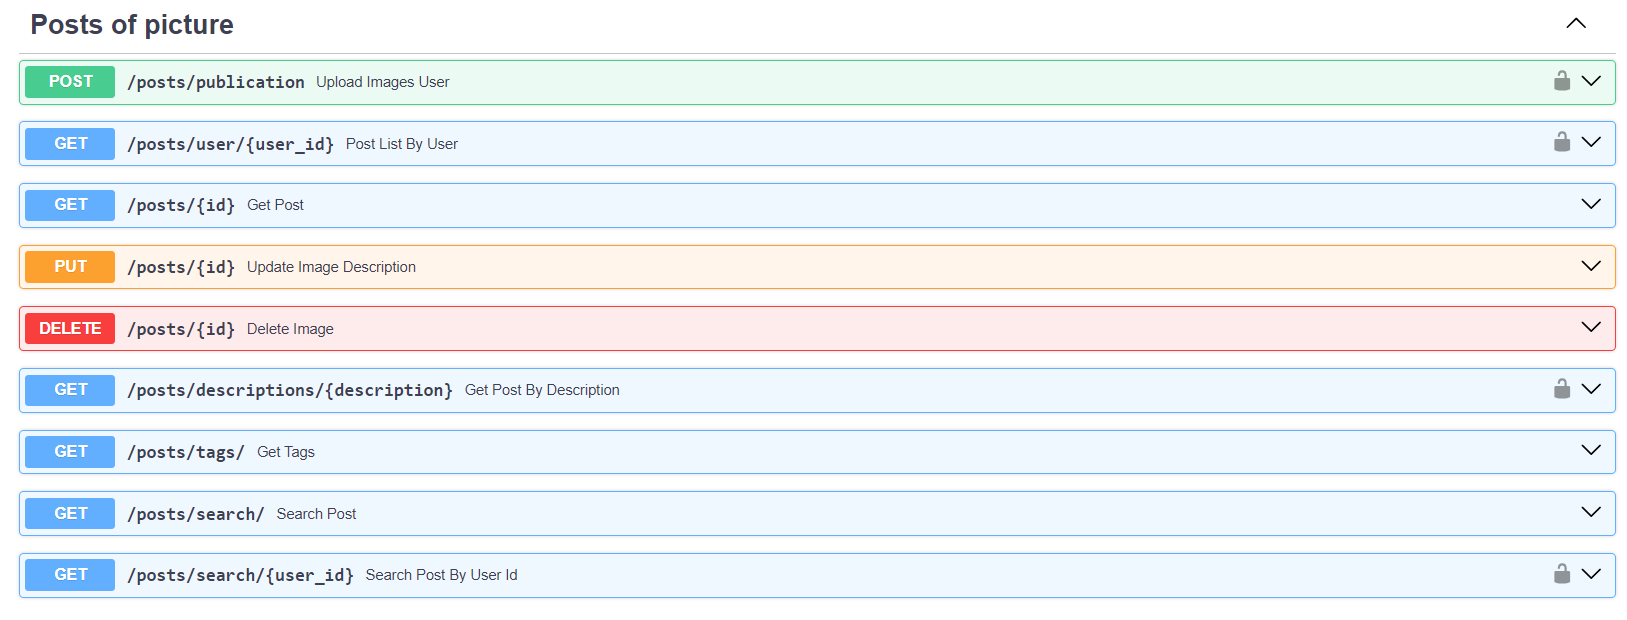 Posts of picture
POST /posts/publication Upload Images User
GET /posts/user/{user_id} Post List By User
GET /posts/{id} Get Post
PUT /posts/{id} Update Image Description
DELETE /posts/{id} Delete Image
GET /posts/descriptions/{description} Get Post By Description
GET /posts/tags/ Get Tags
GET /posts/search/ Search Post
GET /posts/search/{user_id} Search Post By User Id